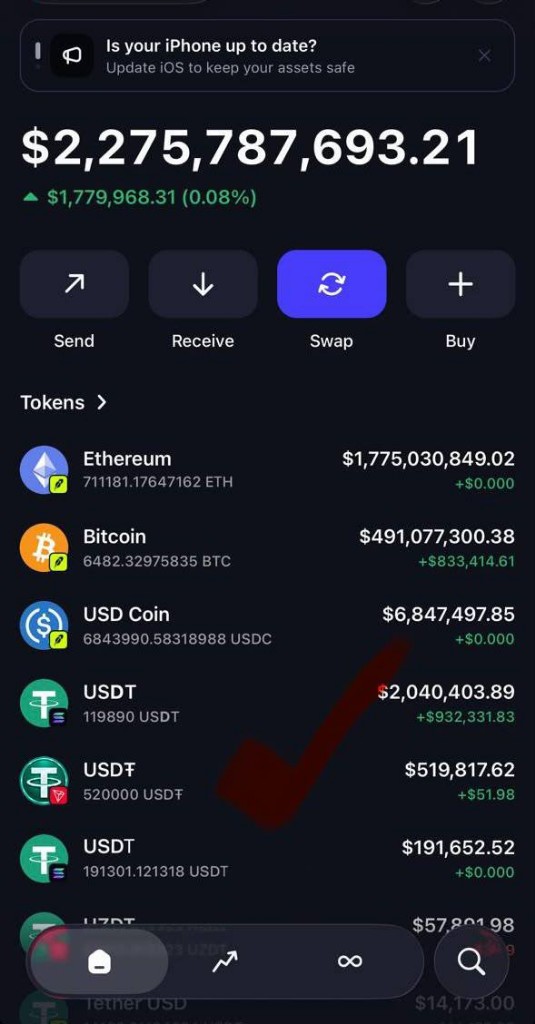 Is your iPhone up to date?
Update iOS to keep your assets safe
$2,275,787,693.21
$1,779,968.31 (0.08%)
Send Receive Swap Buy
Tokens
Ethereum $1,775,030,849.02
711181.17647162 ETH +$0.000
Bitcoin $491,077,300.38
6482.32975835 BTC +$833,414.61
USD Coin $6,847,497.85
6843990.58318988 USDC +$0.000
USDT $2,040,403.89
119890 USDT +$932,331.83
USD₮ $519,817.62
520000 USD₮ +$51.98
USDT $191,652.52
191301.121318 USDT +$0.000
UZDT $57,891.98
Tether USD $14,173.00